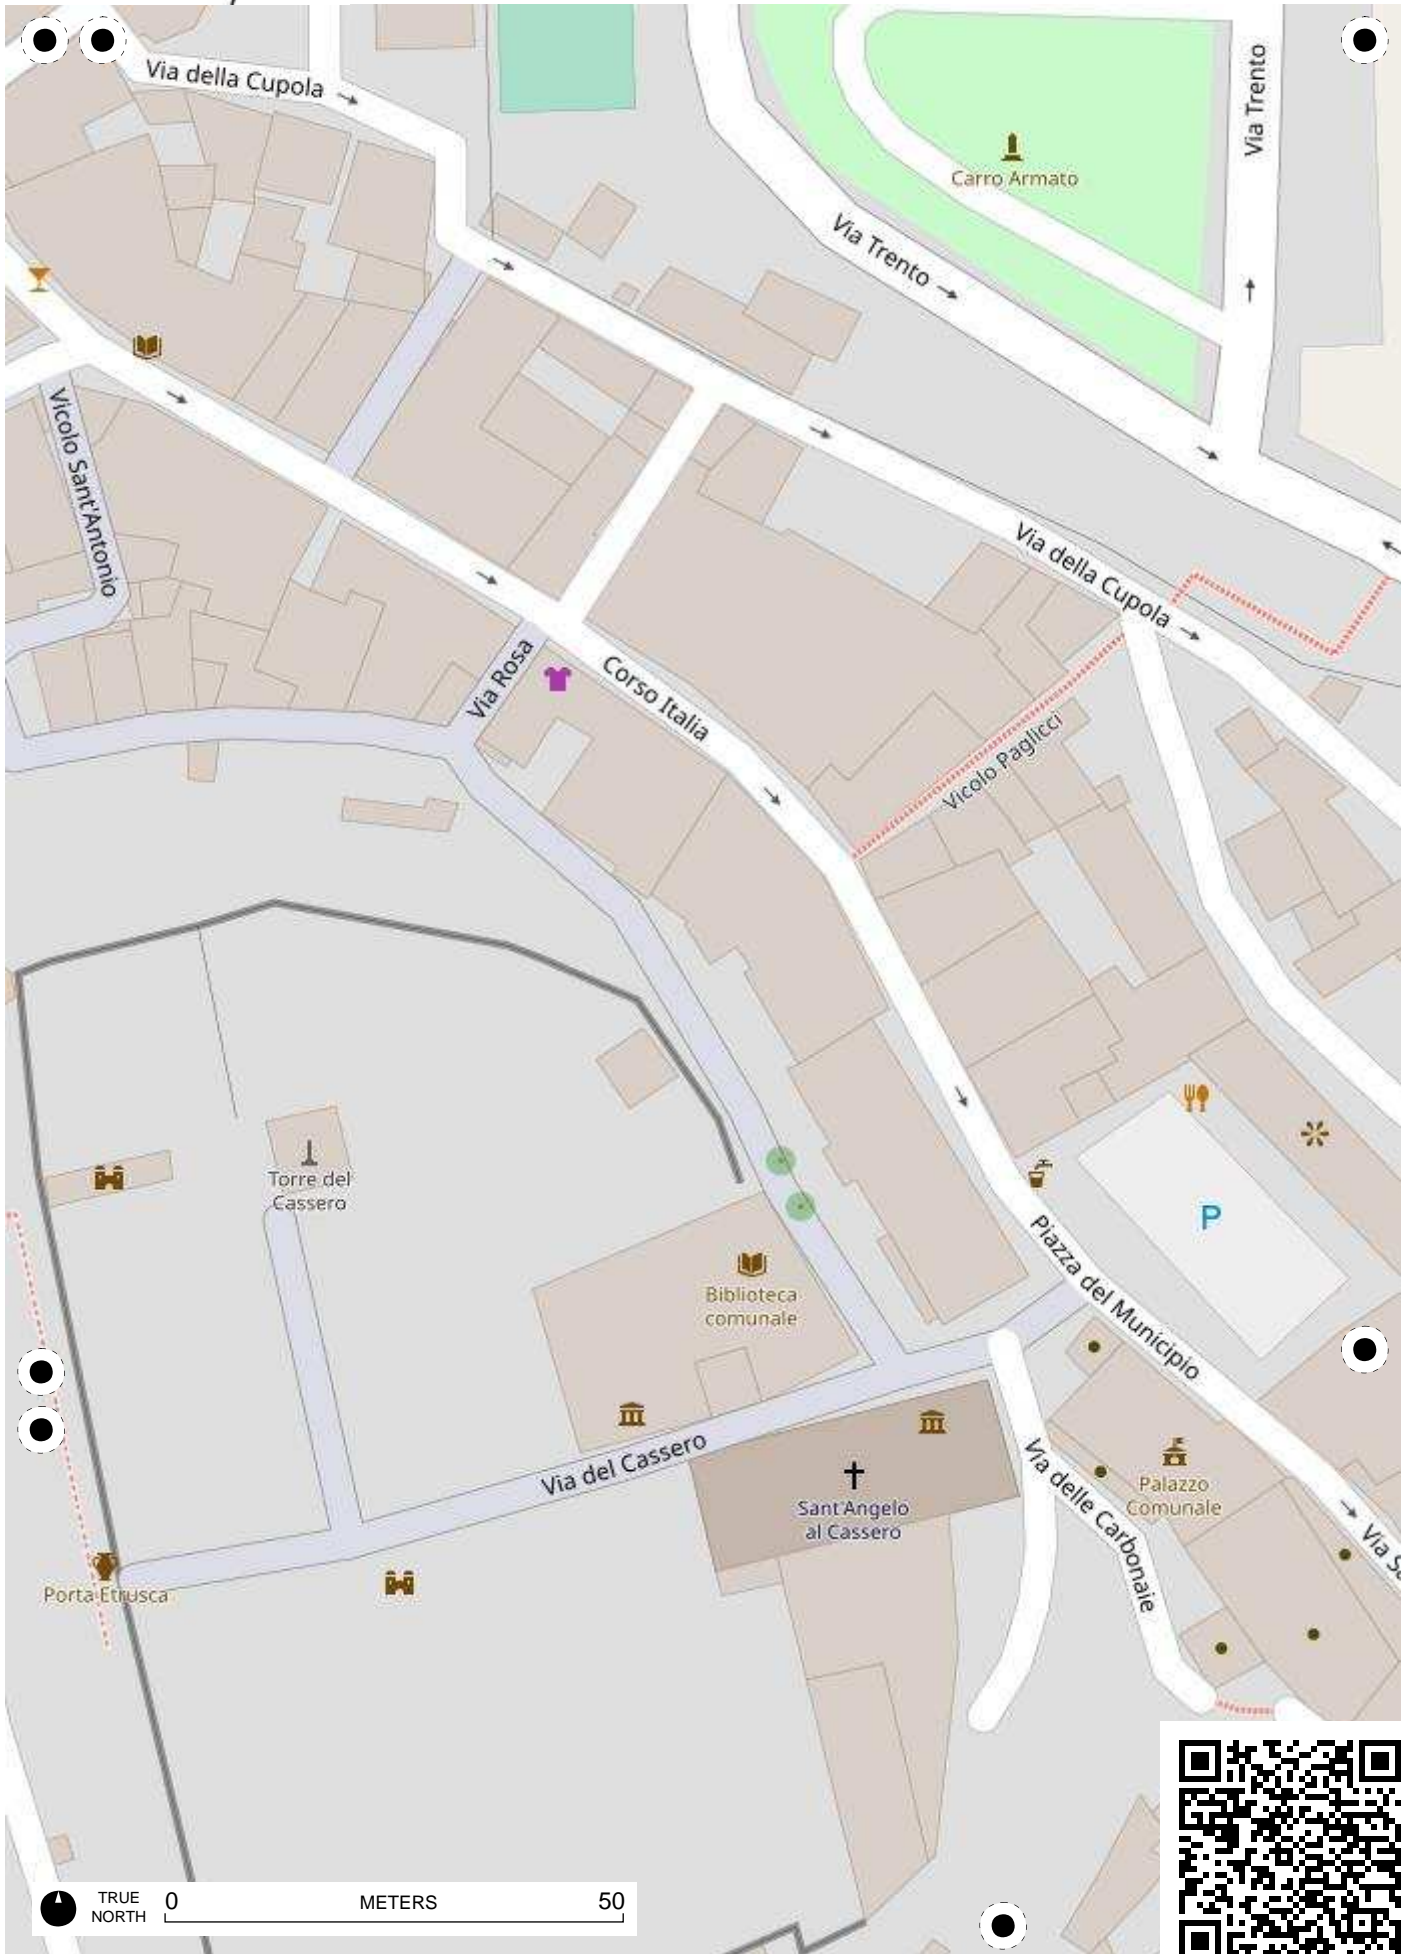 Via della Cupola
Via Trento
Carro Armato
Via Trento
Vicolo Sant'Antonio
Via della Cupola
Via Rosa
Corso Italia
Vicolo Paglicci
Torre del
Cassero
P
Piazza del Municipio
Biblioteca
comunale
Via del Cassero
Sant'Angelo
al Cassero
Via delle Carbonaie
Palazzo
Comunale
Porta Etrusca
TRUE
NORTH
0 METERS 50